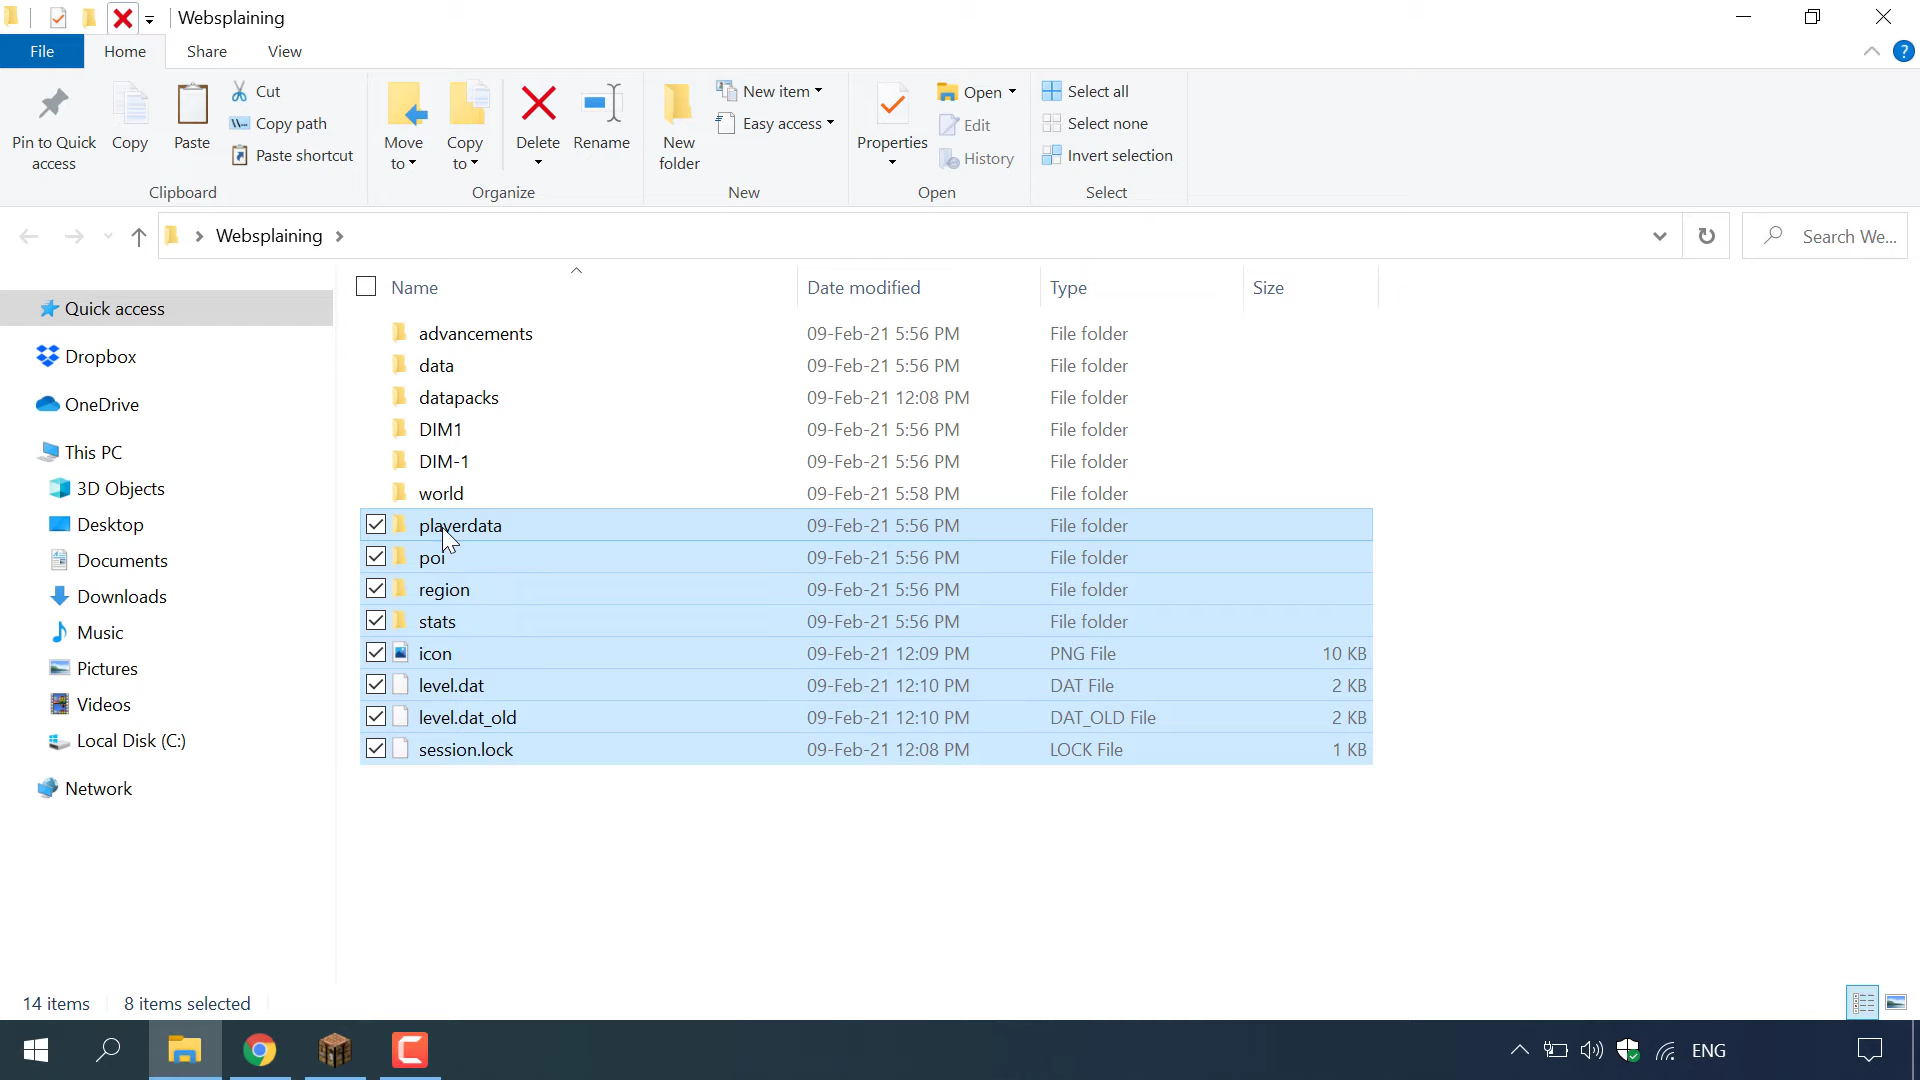 Websplaining
File Home Share View
Pin to Quick access
Copy
Paste
Cut
Copy path
Paste shortcut
Clipboard
Move to
Copy to
Delete
Rename
Organize
New folder
New item
Easy access
New
Properties
Open
Edit
History
Open
Select all
Select none
Invert selection
Select
Websplaining
Search We...
Quick access
Dropbox
OneDrive
This PC
3D Objects
Desktop
Documents
Downloads
Music
Pictures
Videos
Local Disk (C:)
Network
Name Date modified Type Size
advancements 09-Feb-21 5:56 PM File folder
data 09-Feb-21 5:56 PM File folder
datapacks 09-Feb-21 12:08 PM File folder
DIM1 09-Feb-21 5:56 PM File folder
DIM-1 09-Feb-21 5:56 PM File folder
world 09-Feb-21 5:58 PM File folder
playerdata 09-Feb-21 5:56 PM File folder
poi 09-Feb-21 5:56 PM File folder
region 09-Feb-21 5:56 PM File folder
stats 09-Feb-21 5:56 PM File folder
icon 09-Feb-21 12:09 PM PNG File 10 KB
level.dat 09-Feb-21 12:10 PM DAT File 2 KB
level.dat_old 09-Feb-21 12:10 PM DAT_OLD File 2 KB
session.lock 09-Feb-21 12:08 PM LOCK File 1 KB
14 items 8 items selected
ENG